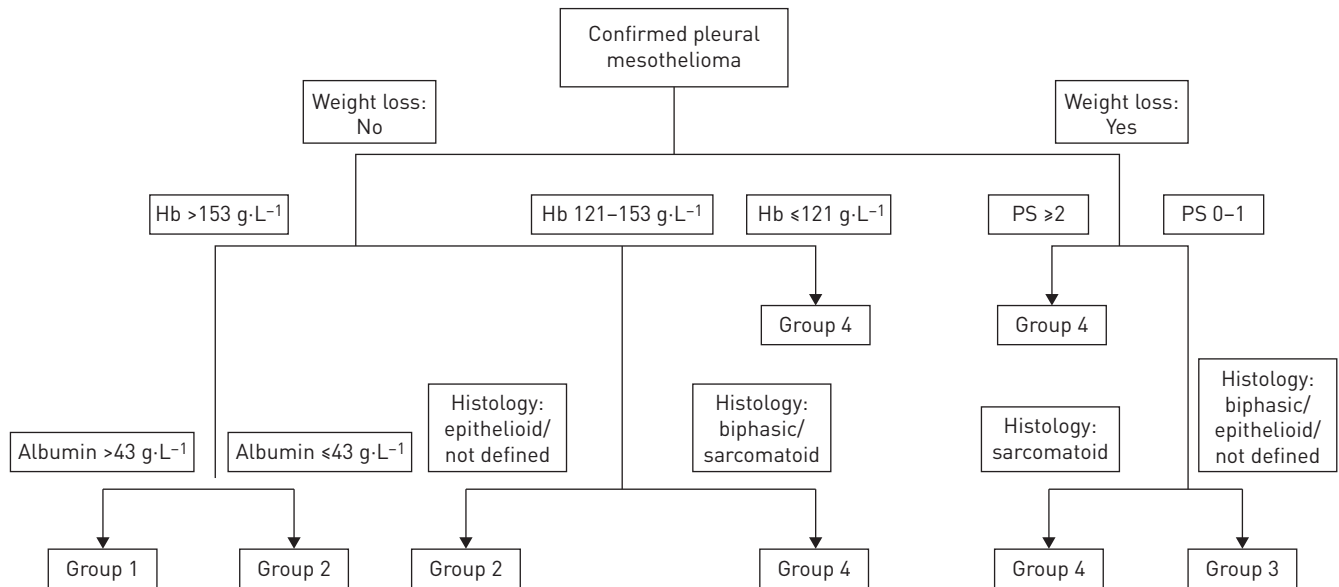 Confirmed pleural
mesothelioma
Weight loss:
No
Weight loss:
Yes
Hb >153 g·L⁻¹
Hb 121–153 g·L⁻¹
Hb ⩽121 g·L⁻¹
PS ⩾2
PS 0–1
Group 4
Group 4
Albumin >43 g·L⁻¹
Albumin ⩽43 g·L⁻¹
Histology:
epithelioid/
not defined
Histology:
biphasic/
sarcomatoid
Histology:
sarcomatoid
Histology:
biphasic/
epithelioid/
not defined
Group 1
Group 2
Group 2
Group 4
Group 4
Group 3